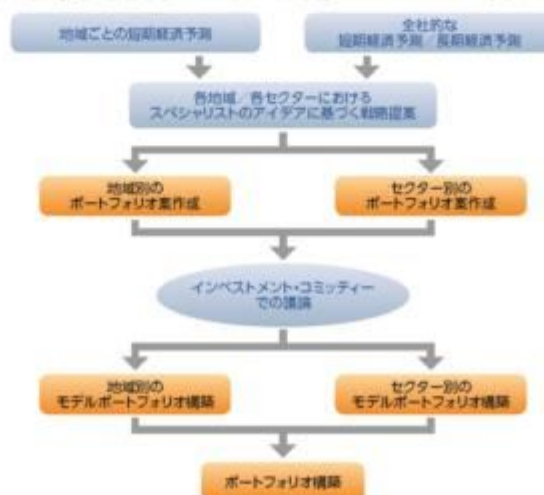 地域ごとの短期経済予測
全社的な
短期経済予測／長期経済予測
各地域／各セクターにおける
スペシャリストのアイデアに基づく戦略提案
地域別の
ポートフォリオ案作成
セクター別の
ポートフォリオ案作成
インベストメント・コミッティー
での議論
地域別の
モデルポートフォリオ構築
セクター別の
モデルポートフォリオ構築
ポートフォリオ構築